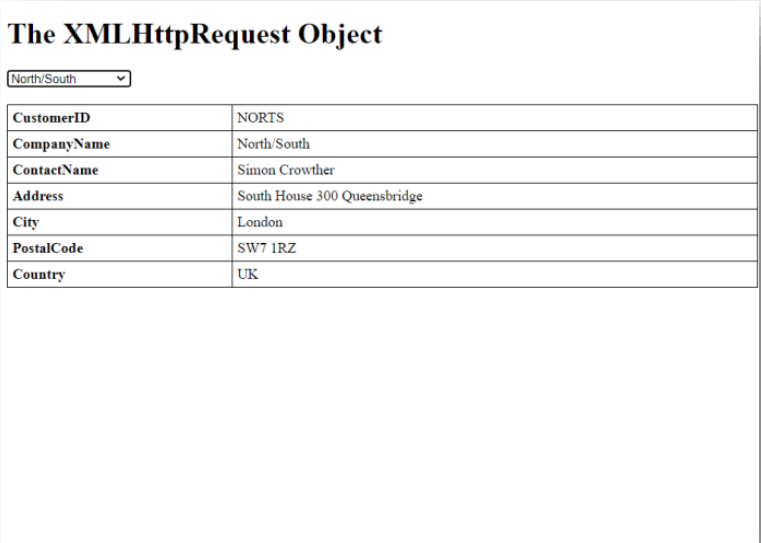 The XMLHttpRequest Object
North/South
CustomerID NORTS
CompanyName North/South
ContactName Simon Crowther
Address South House 300 Queensbridge
City London
PostalCode SW7 1RZ
Country UK